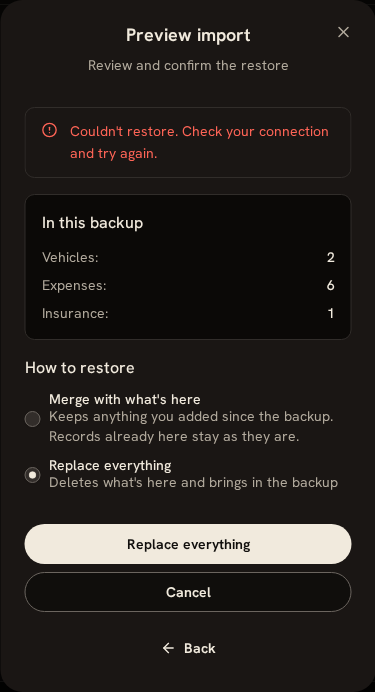 Preview import
Review and confirm the restore
Couldn't restore. Check your connection
and try again.
In this backup
Vehicles: 2
Expenses: 6
Insurance: 1
How to restore
Merge with what's here
Keeps anything you added since the backup.
Records already here stay as they are.
Replace everything
Deletes what's here and brings in the backup
Replace everything
Cancel
Back